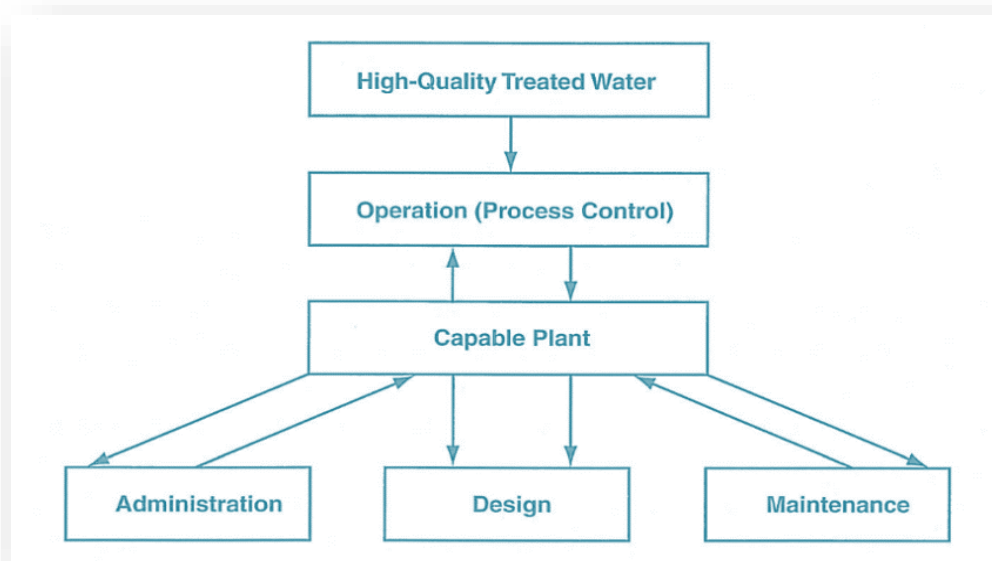 High-Quality Treated Water
Operation (Process Control)
Capable Plant
Administration
Design
Maintenance